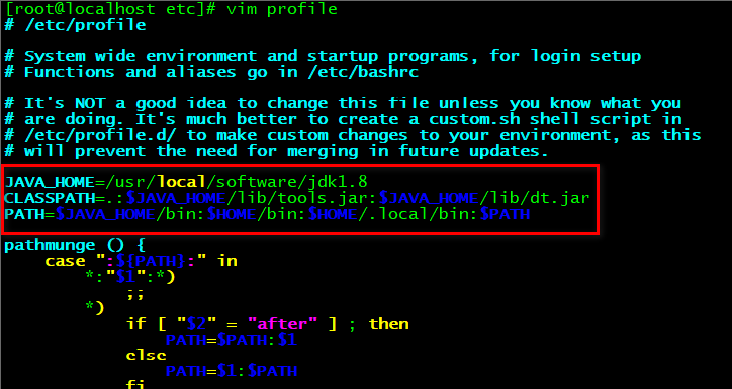 [root@localhost etc]# vim profile
# /etc/profile
# System wide environment and startup programs, for login setup
# Functions and aliases go in /etc/bashrc
# It's NOT a good idea to change this file unless you know what you
# are doing. It's much better to create a custom.sh shell script in
# /etc/profile.d/ to make custom changes to your environment, as this
# will prevent the need for merging in future updates.
JAVA_HOME=/usr/local/software/jdk1.8
CLASSPATH=.:$JAVA_HOME/lib/tools.jar:$JAVA_HOME/lib/dt.jar
PATH=$JAVA_HOME/bin:$HOME/bin:$HOME/.local/bin:$PATH
pathmunge () {
    case ":${PATH}:" in
        *:"$1":*)
            ;;
        *)
            if [ "$2" = "after" ] ; then
                PATH=$PATH:$1
            else
                PATH=$1:$PATH
            fi